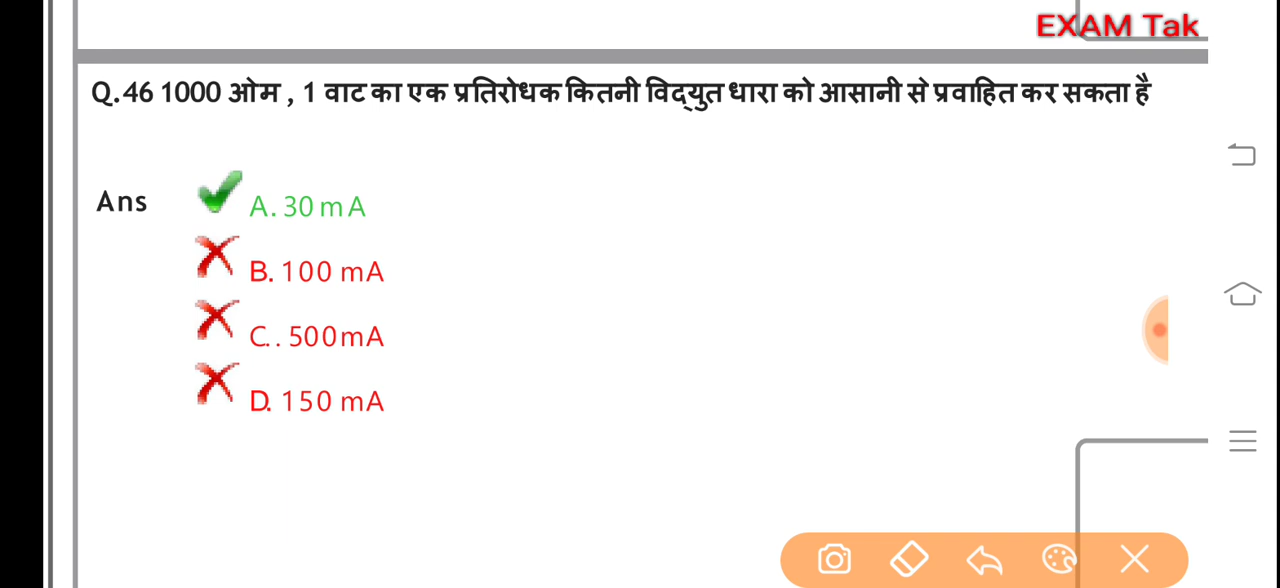 EXAM Tak
Q.46 1000 ओम , 1 वाट का एक प्रतिरोधक कितनी विद्युत धारा को आसानी से प्रवाहित कर सकता है
Ans A. 30 mA
B. 100 mA
C. . 500mA
D. 150 mA